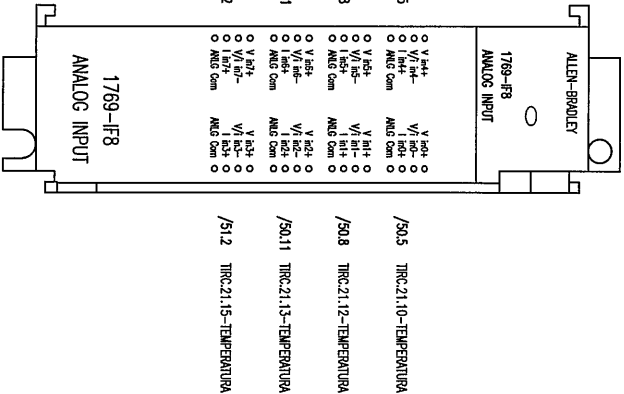 ALLEN-BRADLEY
1769-IF8
ANALOG INPUT
V in4+ V in0+
V/I in4- V/I in0-
I in4+ I in0+ /50.5 TIRC.21.10-TEMPERATURA
ANLG Com ANLG Com
V in5+ V in1+
V/I in5- V/I in1-
I in5+ I in1+ /50.8 TIRC.21.12-TEMPERATURA
ANLG Com ANLG Com
V in6+ V in2+
V/I in6- V/I in2-
I in6+ I in2+ /50.11 TIRC.21.13-TEMPERATURA
ANLG Com ANLG Com
V in7+ V in3+
V/I in7- V/I in3-
I in7+ I in3+ /51.2 TIRC.21.15-TEMPERATURA
ANLG Com ANLG Com
1769-IF8
ANALOG INPUT